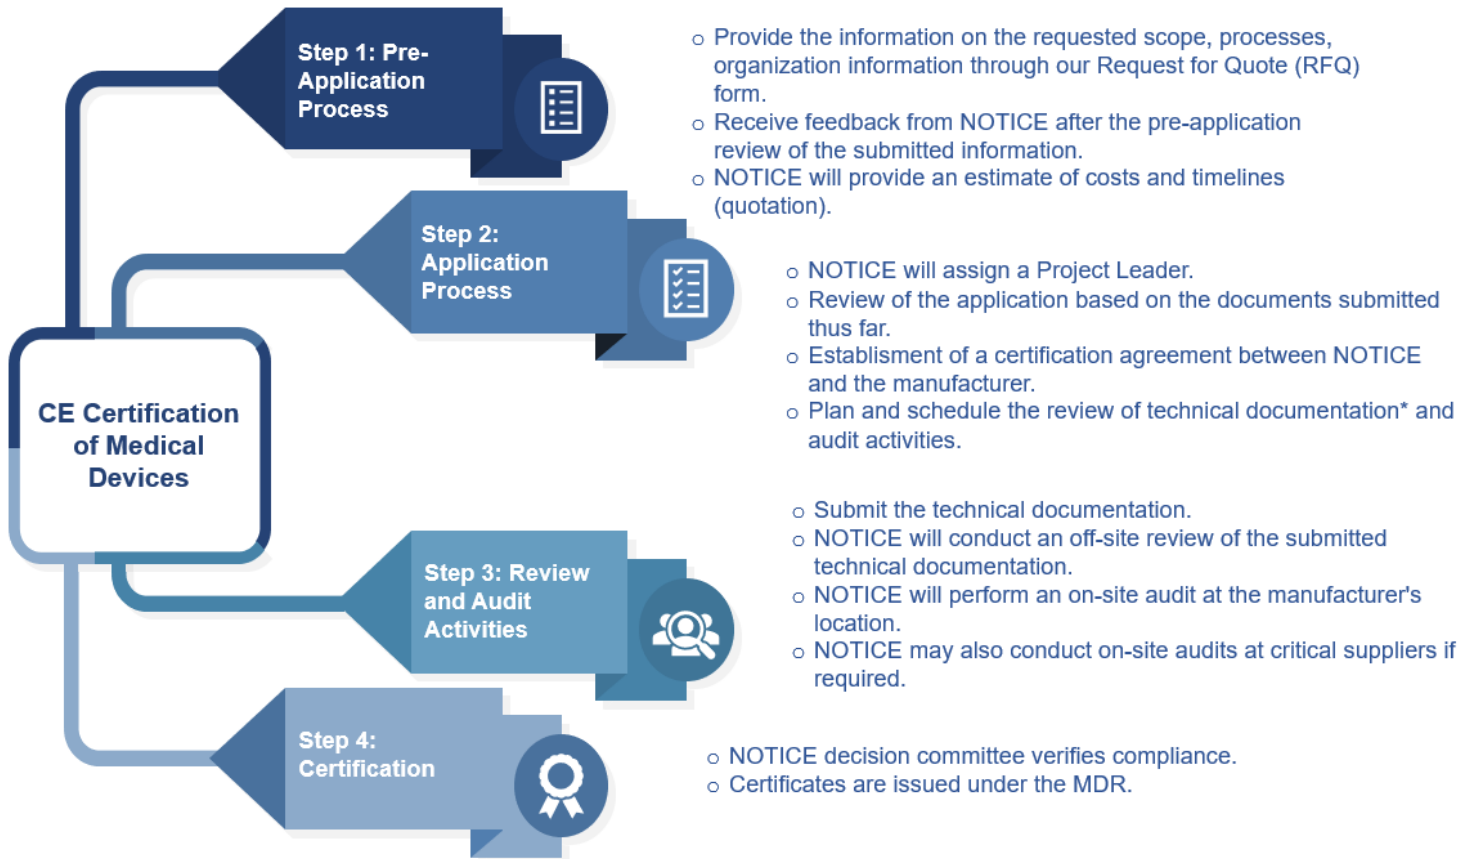 CE Certification
of Medical
Devices
Step 1: Pre-
Application
Process
o Provide the information on the requested scope, processes,
organization information through our Request for Quote (RFQ)
form.
o Receive feedback from NOTICE after the pre-application
review of the submitted information.
o NOTICE will provide an estimate of costs and timelines
(quotation).
Step 2:
Application
Process
o NOTICE will assign a Project Leader.
o Review of the application based on the documents submitted
thus far.
o Establisment of a certification agreement between NOTICE
and the manufacturer.
o Plan and schedule the review of technical documentation* and
audit activities.
Step 3: Review
and Audit
Activities
o Submit the technical documentation.
o NOTICE will conduct an off-site review of the submitted
technical documentation.
o NOTICE will perform an on-site audit at the manufacturer's
location.
o NOTICE may also conduct on-site audits at critical suppliers if
required.
Step 4:
Certification
o NOTICE decision committee verifies compliance.
o Certificates are issued under the MDR.